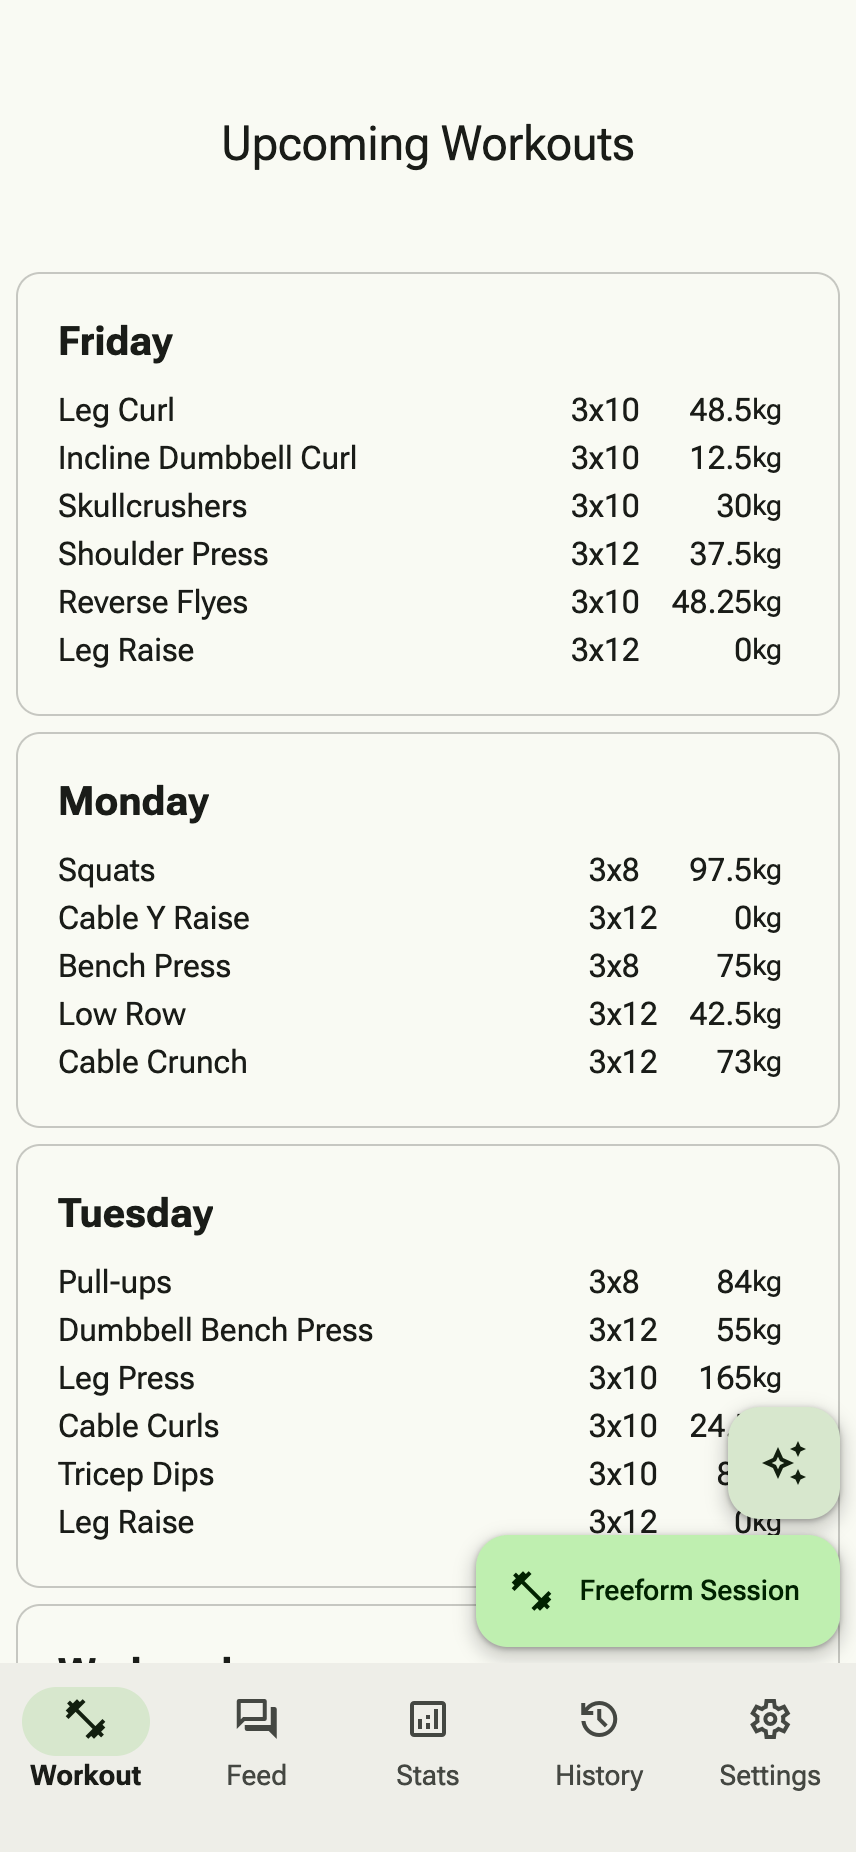 Upcoming Workouts
Friday
Leg Curl 3x10 48.5kg
Incline Dumbbell Curl 3x10 12.5kg
Skullcrushers 3x10 30kg
Shoulder Press 3x12 37.5kg
Reverse Flyes 3x10 48.25kg
Leg Raise 3x12 0kg
Monday
Squats 3x8 97.5kg
Cable Y Raise 3x12 0kg
Bench Press 3x8 75kg
Low Row 3x12 42.5kg
Cable Crunch 3x12 73kg
Tuesday
Pull-ups 3x8 84kg
Dumbbell Bench Press 3x12 55kg
Leg Press 3x10 165kg
Cable Curls 3x10
Tricep Dips 3x10
Leg Raise 3x12 0kg
Freeform Session
Workout Feed Stats History Settings